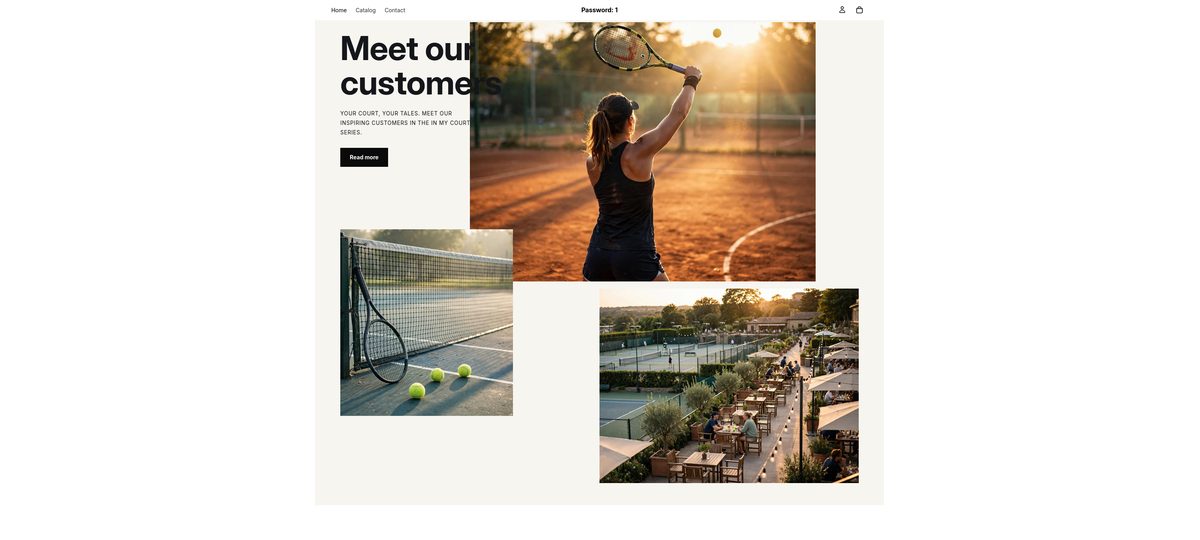 Home Catalog Contact Password: 1
Meet our
customers
YOUR COURT, YOUR TALES. MEET OUR
INSPIRING CUSTOMERS IN THE IN MY COURT
SERIES.
Read more